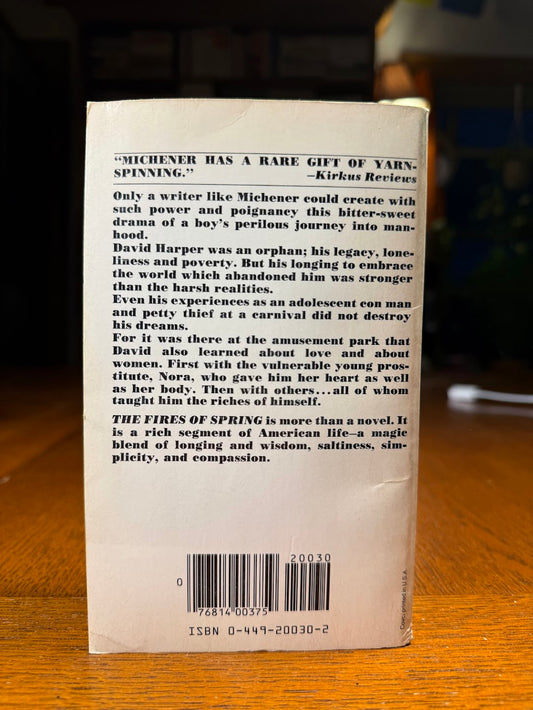 “MICHENER HAS A RARE GIFT OF YARN-
SPINNING.”
—Kirkus Reviews
Only a writer like Michener could create with
such power and poignancy this bitter-sweet
drama of a boy's perilous journey into man-
hood.
David Harper was an orphan; his legacy, lone-
liness and poverty. But his longing to embrace
the world which abandoned him was stronger
than the harsh realities.
Even his experiences as an adolescent con man
and petty thief at a carnival did not destroy
his dreams.
For it was there at the amusement park that
David also learned about love and about
women. First with the vulnerable young pros-
titute, Nora, who gave him her heart as well
as her body. Then with others...all of whom
taught him the riches of himself.
THE FIRES OF SPRING is more than a novel. It
is a rich segment of American life—a magic
blend of longing and wisdom, saltiness, sim-
plicity, and compassion.
20030
0
76814 00375
ISBN 0-449-20030-2
Cover printed in U.S.A.